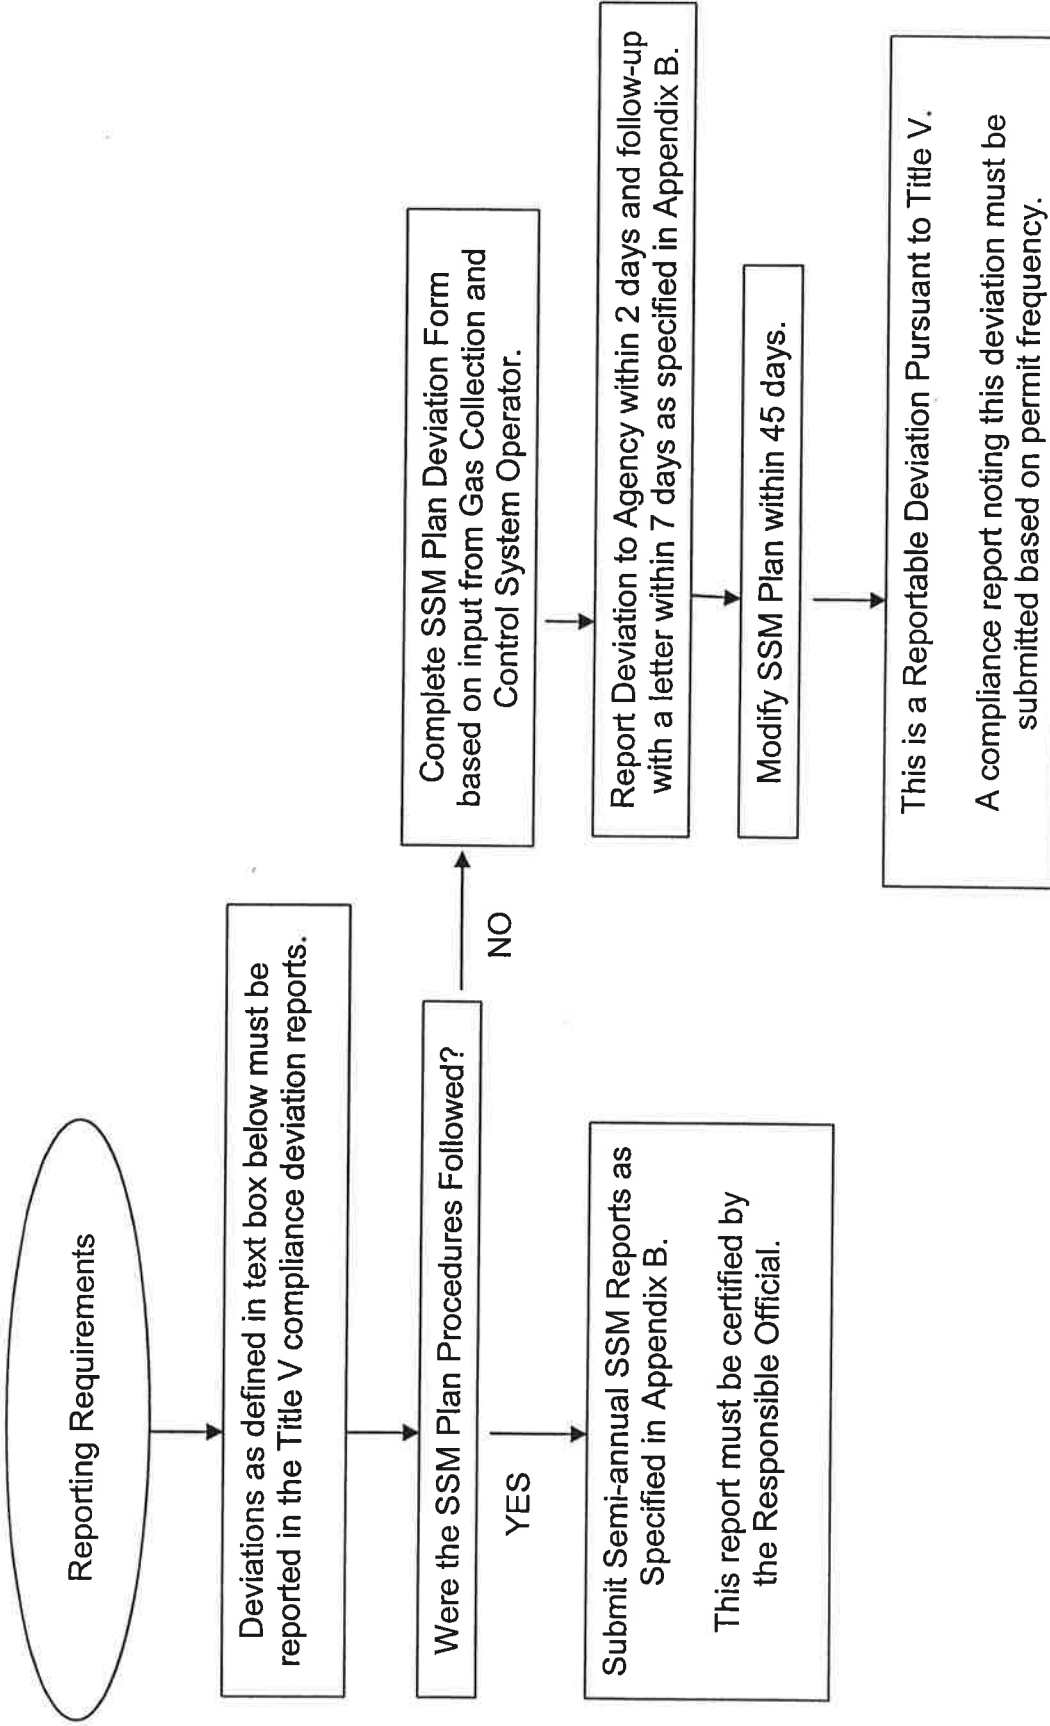 Reporting Requirements
Deviations as defined in text box below must be
reported in the Title V compliance deviation reports.
Were the SSM Plan Procedures Followed?
YES
NO
Submit Semi-annual SSM Reports as
Specified in Appendix B.
This report must be certified by
the Responsible Official.
Complete SSM Plan Deviation Form
based on input from Gas Collection and
Control System Operator.
Report Deviation to Agency within 2 days and follow-up
with a letter within 7 days as specified in Appendix B.
Modify SSM Plan within 45 days.
This is a Reportable Deviation Pursuant to Title V.
A compliance report noting this deviation must be
submitted based on permit frequency.